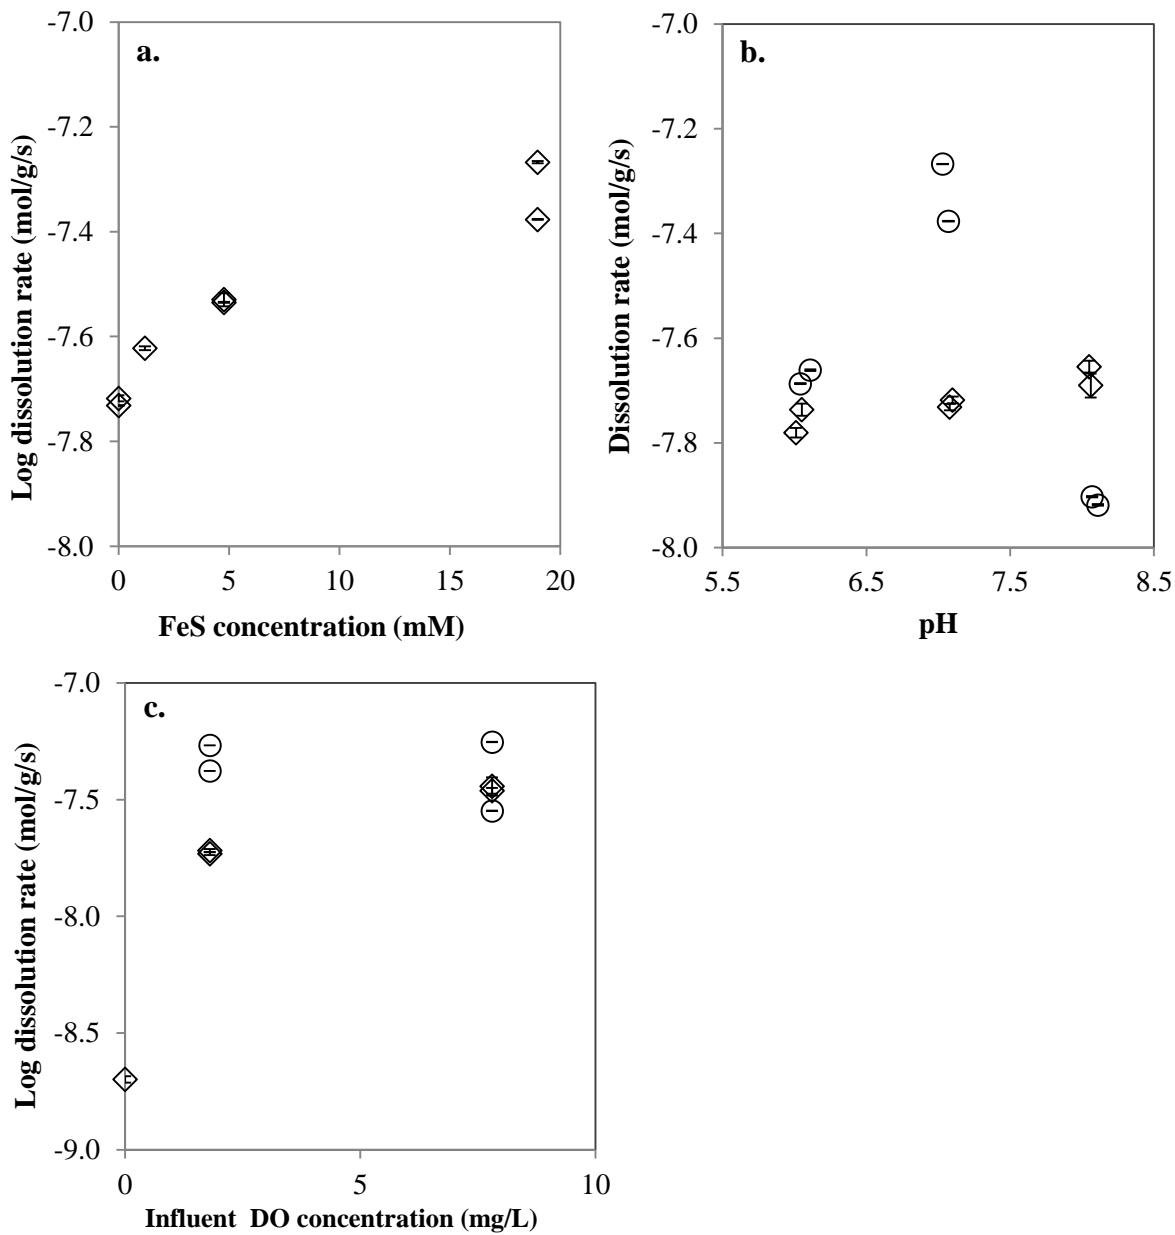 a.
-7.0
-7.2
-7.4
-7.6
-7.8
-8.0
Log dissolution rate (mol/g/s)
0 5 10 15 20
FeS concentration (mM)
b.
-7.0
-7.2
-7.4
-7.6
-7.8
-8.0
Dissolution rate (mol/g/s)
5.5 6.5 7.5 8.5
pH
c.
-7.0
-7.5
-8.0
-8.5
-9.0
Log dissolution rate (mol/g/s)
0 5 10
Influent DO concentration (mg/L)